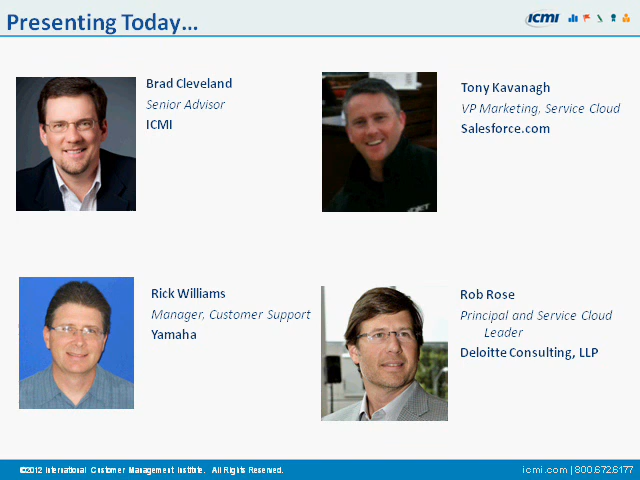 Presenting Today...
ICMI
Brad Cleveland
Senior Advisor
ICMI
Tony Kavanagh
VP Marketing, Service Cloud
Salesforce.com
Rick Williams
Manager, Customer Support
Yamaha
Rob Rose
Principal and Service Cloud
Leader
Deloitte Consulting, LLP
©2012 International Customer Management Institute. All Rights Reserved.
icmi.com | 800.672.6177